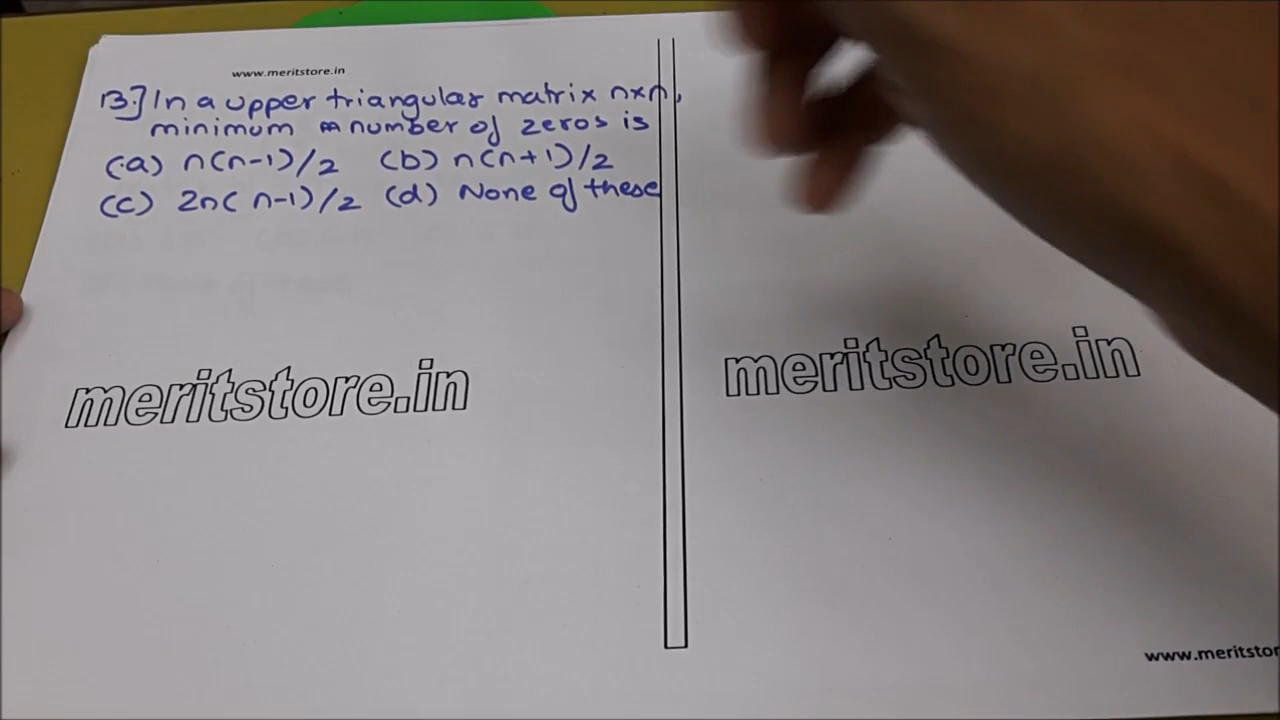 www.meritstore.in
13.] In a upper triangular matrix n×n,
minimum number of zeros is
(a) n(n-1)/2 (b) n(n+1)/2
(c) 2n(n-1)/2 (d) None of these
meritstore.in
meritstore.in
www.meritstor